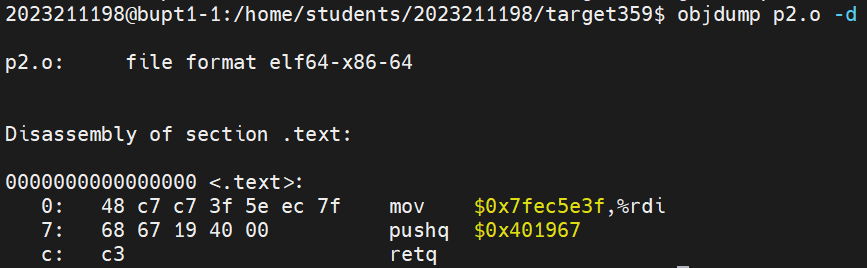 2023211198@bupt1-1:/home/students/2023211198/target359$ objdump p2.o -d
p2.o:     file format elf64-x86-64
Disassembly of section .text:
0000000000000000 <.text>:
   0:   48 c7 c7 3f 5e ec 7f    mov    $0x7fec5e3f,%rdi
   7:   68 67 19 40 00          pushq  $0x401967
   c:   c3                      retq